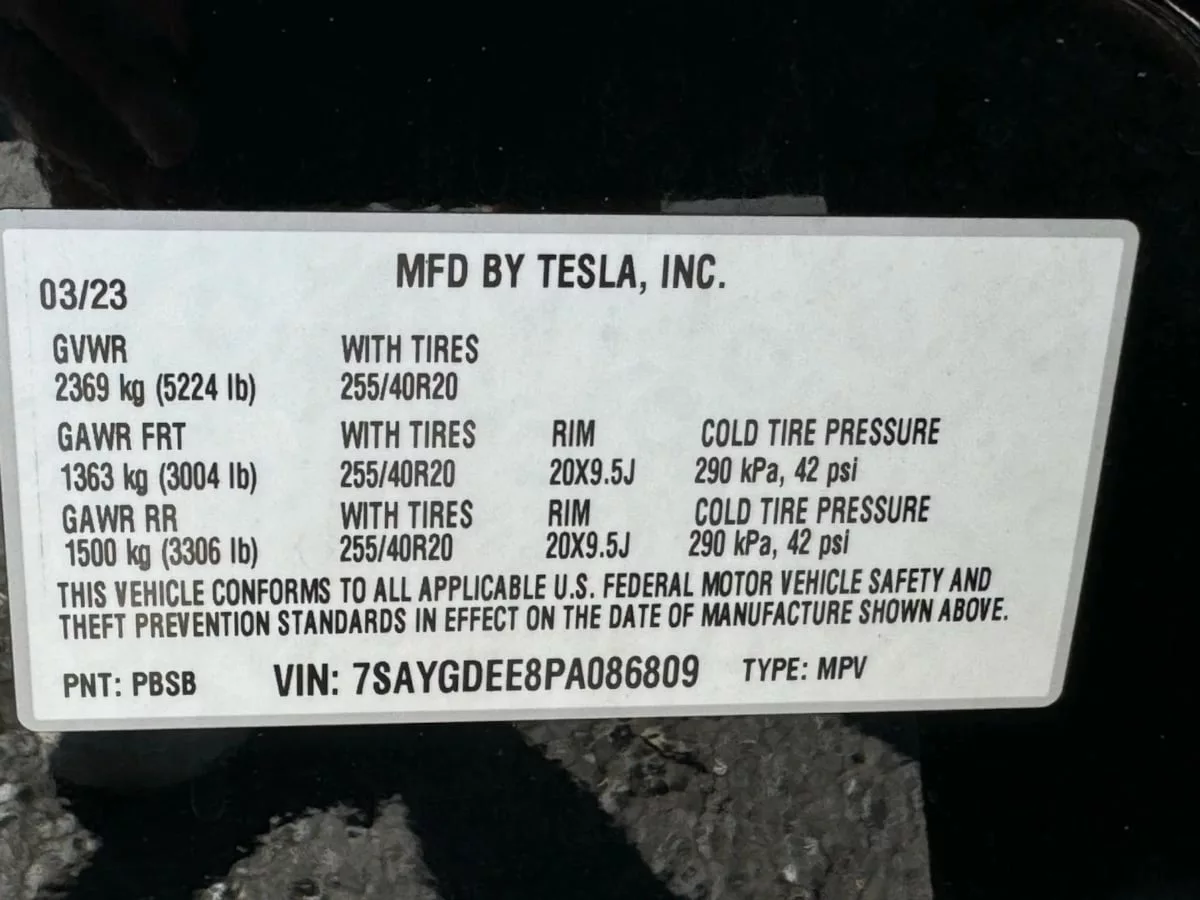 MFD BY TESLA, INC.
03/23
GVWR WITH TIRES
2369 kg (5224 lb) 255/40R20
GAWR FRT WITH TIRES RIM COLD TIRE PRESSURE
1363 kg (3004 lb) 255/40R20 20X9.5J 290 kPa, 42 psi
GAWR RR WITH TIRES RIM COLD TIRE PRESSURE
1500 kg (3306 lb) 255/40R20 20X9.5J 290 kPa, 42 psi
THIS VEHICLE CONFORMS TO ALL APPLICABLE U.S. FEDERAL MOTOR VEHICLE SAFETY AND
THEFT PREVENTION STANDARDS IN EFFECT ON THE DATE OF MANUFACTURE SHOWN ABOVE.
PNT: PBSB VIN: 7SAYGDEE8PA086809 TYPE: MPV